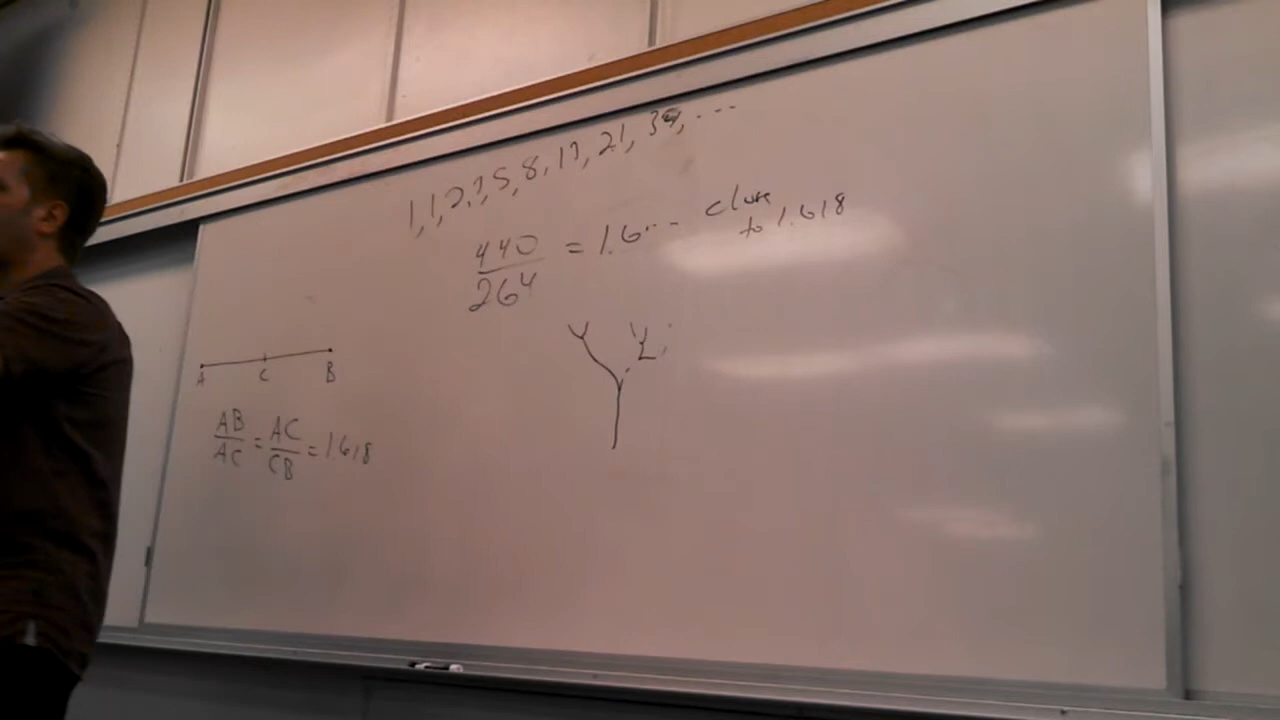 1, 1, 2, 3, 5, 8, 13, 21, 34, ...
440/264 = 1.6... close to 1.618
A C B
AB/AC = AC/CB = 1.618